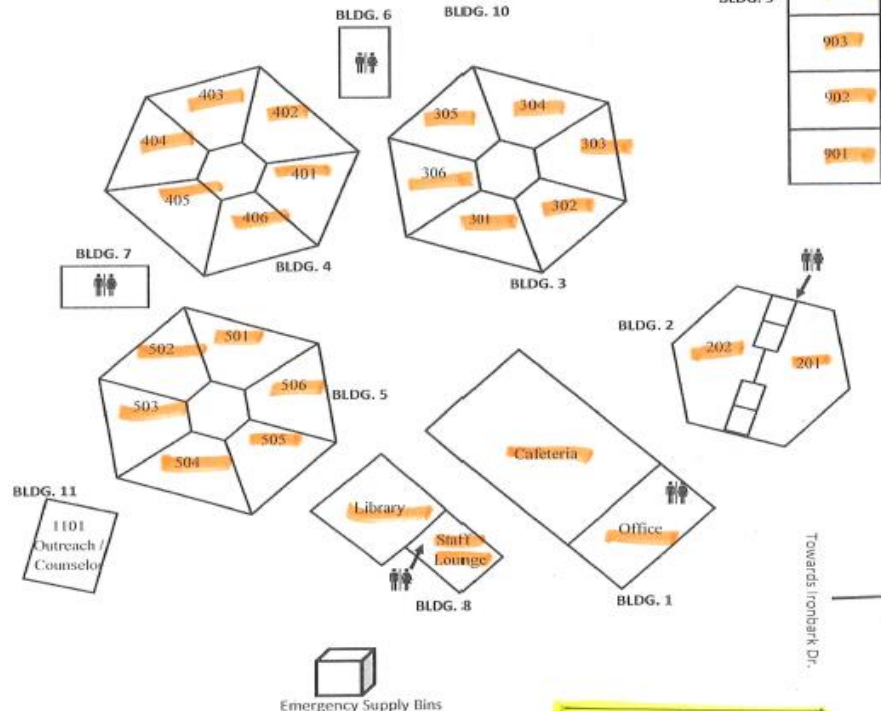 BLDG. 6
BLDG. 10
903
902
901
403
402
404
401
405
406
BLDG. 4
305
304
303
306
301
302
BLDG. 3
BLDG. 7
BLDG. 2
202
201
501
502
506
503
505
504
BLDG. 5
BLDG. 11
1101
Outreach /
Counselor
Library
Staff
Lounge
BLDG. 8
Cafeteria
Office
BLDG. 1
Towards Ironbark Dr.
Emergency Supply Bins